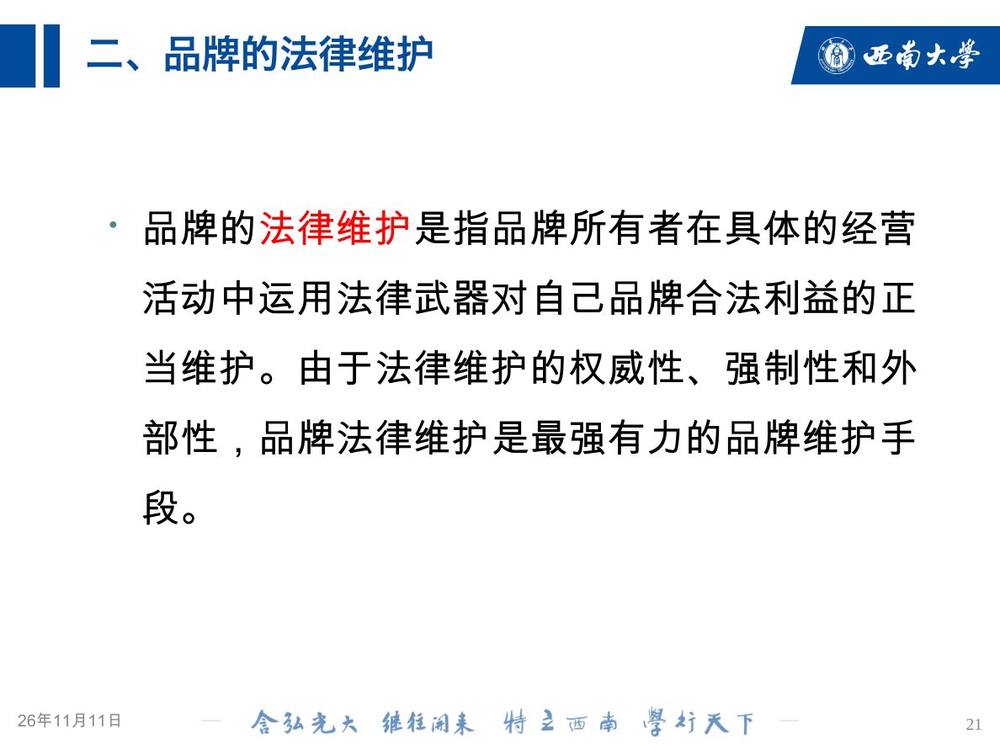 二、品牌的法律维护
西南大学
• 品牌的法律维护是指品牌所有者在具体的经营
活动中运用法律武器对自己品牌合法利益的正
当维护。由于法律维护的权威性、强制性和外
部性，品牌法律维护是最强有力的品牌维护手
段。
26年11月11日
含弘光大 继往开来 特立西南 學行天下
21